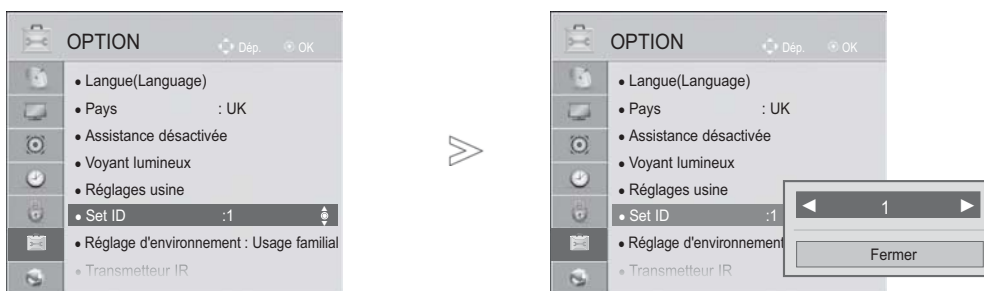 OPTION Dép. OK
• Langue(Language)
• Pays : UK
• Assistance désactivée
• Voyant lumineux
• Réglages usine
• Set ID :1
• Réglage d'environnement : Usage familial
• Transmetteur IR
OPTION Dép. OK
• Langue(Language)
• Pays : UK
• Assistance désactivée
• Voyant lumineux
• Réglages usine
• Set ID :1
• Réglage d'environnement
• Transmetteur IR
◄ 1 ►
Fermer